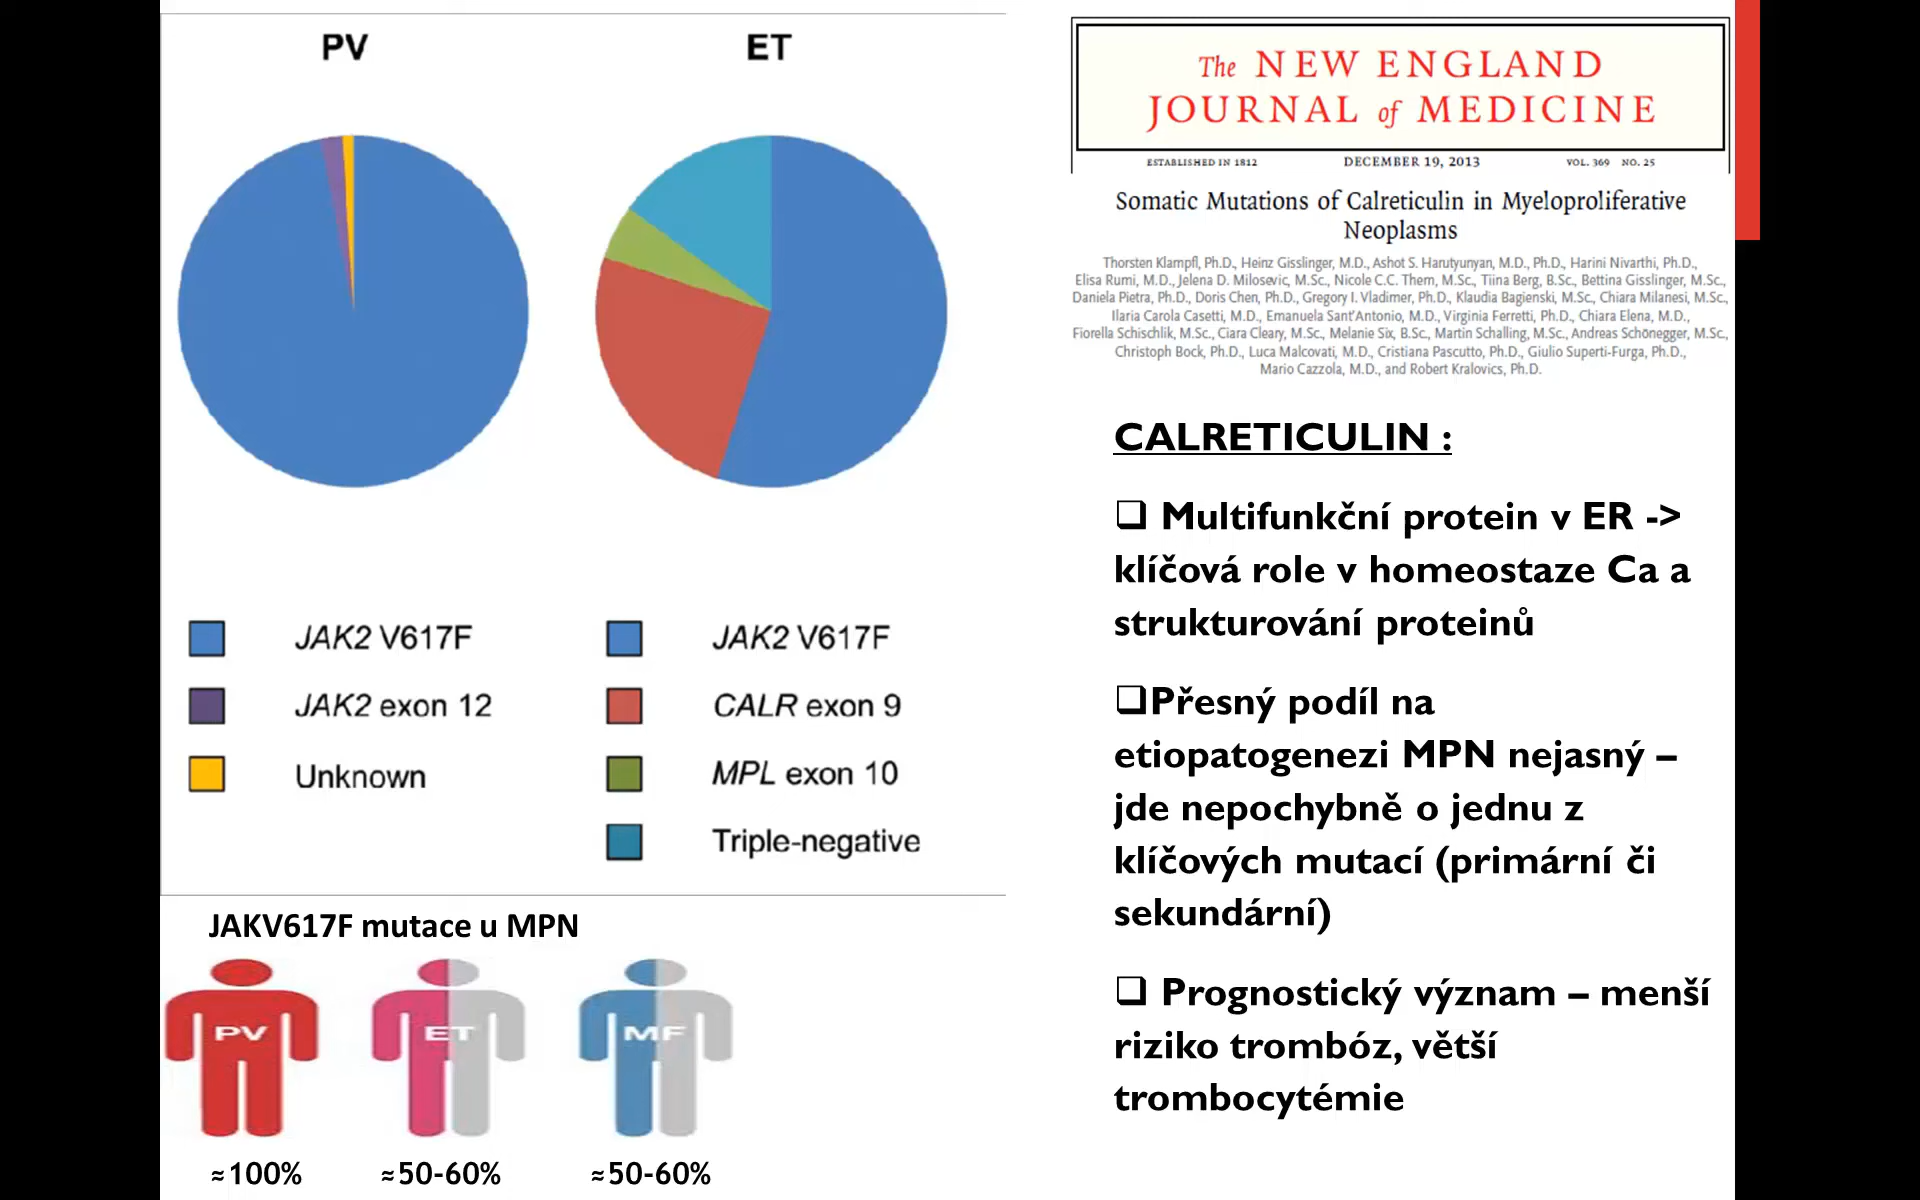 PV
ET
JAK2 V617F
JAK2 exon 12
Unknown
JAK2 V617F
CALR exon 9
MPL exon 10
Triple-negative
JAKV617F mutace u MPN
PV
ET
MF
≈100%
≈50-60%
≈50-60%
The NEW ENGLAND
JOURNAL of MEDICINE
ESTABLISHED IN 1812
DECEMBER 19, 2013
VOL. 369 NO. 25
Somatic Mutations of Calreticulin in Myeloproliferative
Neoplasms
Thorsten Klampfl, Ph.D., Heinz Gisslinger, M.D., Ashot S. Harutyunyan, M.D., Ph.D., Harini Nivarthi, Ph.D.,
Elisa Rumi, M.D., Jelena D. Milosevic, M.Sc., Nicole C.C. Them, M.Sc., Tiina Berg, B.Sc., Bettina Gisslinger, M.Sc.,
Daniela Pietra, Ph.D., Doris Chen, Ph.D., Gregory I. Vladimer, Ph.D., Klaudia Bagienski, M.Sc., Chiara Milanesi, M.Sc.,
Ilaria Carola Casetti, M.D., Emanuela Sant'Antonio, M.D., Virginia Ferretti, Ph.D., Chiara Elena, M.D.,
Fiorella Schischlik, M.Sc., Ciara Cleary, M.Sc., Melanie Six, B.Sc., Martin Schalling, M.Sc., Andreas Schönegger, M.Sc.,
Christoph Bock, Ph.D., Luca Malcovati, M.D., Cristiana Pascutto, Ph.D., Giulio Superti-Furga, Ph.D.,
Mario Cazzola, M.D., and Robert Kralovics, Ph.D.
CALRETICULIN :
❑ Multifunkční protein v ER ->
klíčová role v homeostaze Ca a
strukturování proteinů
❑Přesný podíl na
etiopatogenezi MPN nejasný –
jde nepochybně o jednu z
klíčových mutací (primární či
sekundární)
❑ Prognostický význam – menší
riziko trombóz, větší
trombocytémie